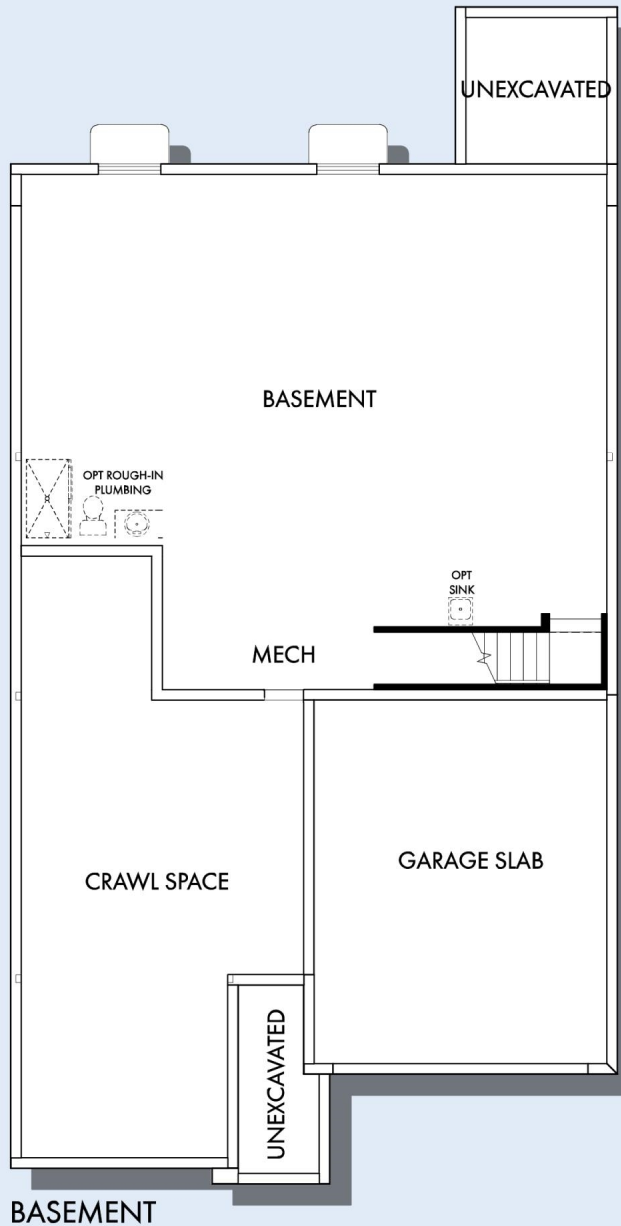 UNEXCAVATED
BASEMENT
OPT ROUGH-IN
PLUMBING
OPT
SINK
MECH
GARAGE SLAB
CRAWL SPACE
UNEXCAVATED
BASEMENT